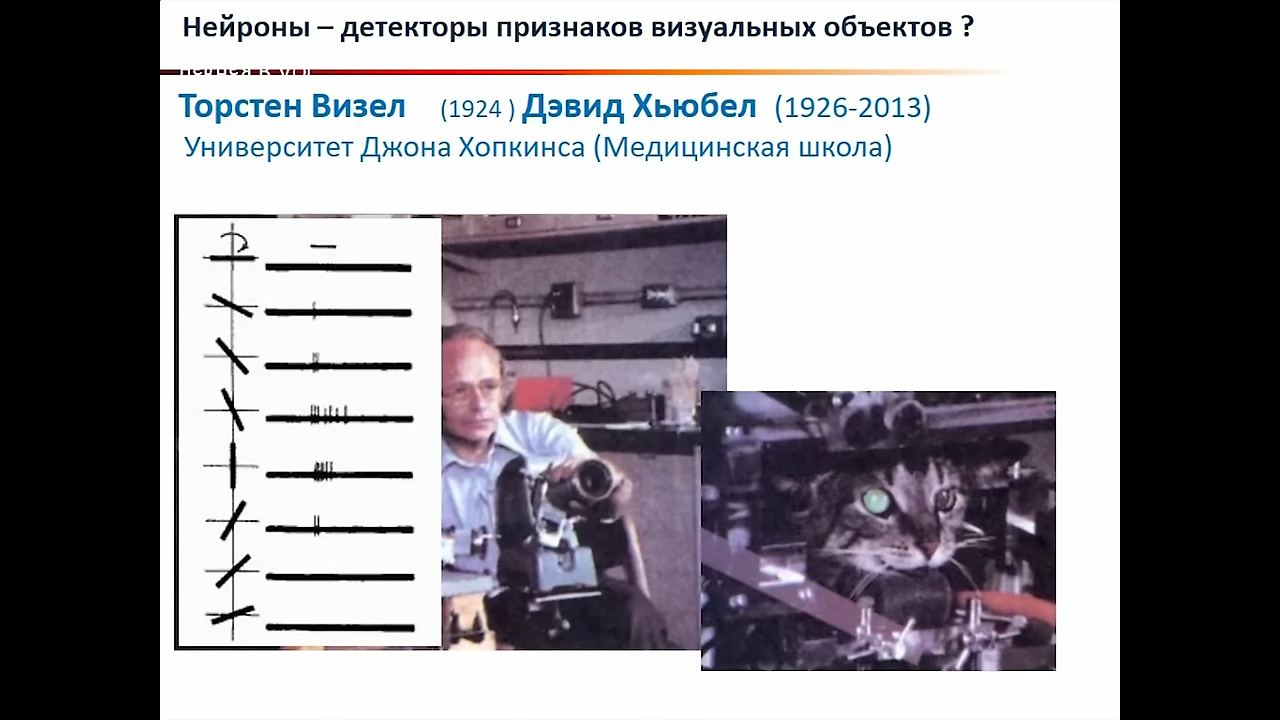 Нейроны – детекторы признаков визуальных объектов ?
Торстен Визел (1924 ) Дэвид Хьюбел (1926-2013)
Университет Джона Хопкинса (Медицинская школа)